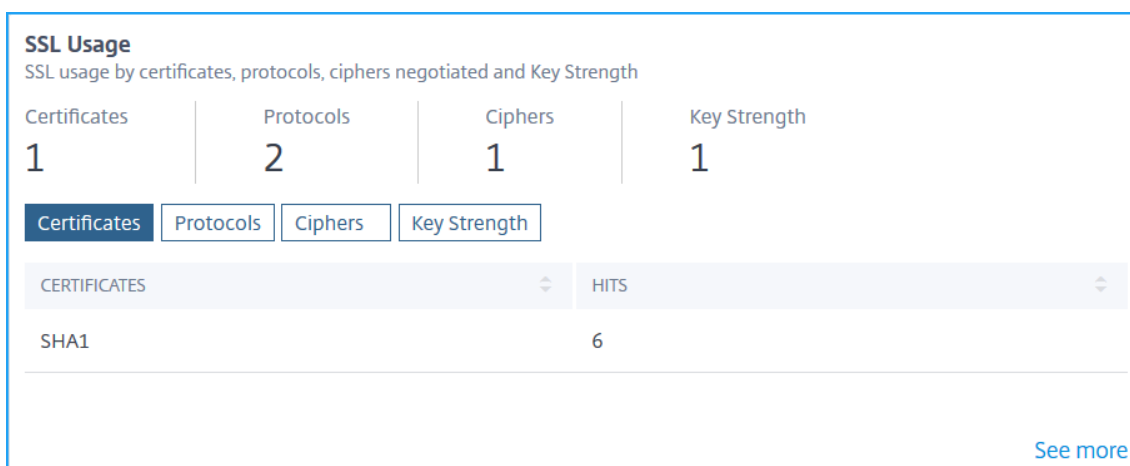 SSL Usage
SSL usage by certificates, protocols, ciphers negotiated and Key Strength
Certificates Protocols Ciphers Key Strength
1 2 1 1
Certificates Protocols Ciphers Key Strength
CERTIFICATES HITS
SHA1 6
See more